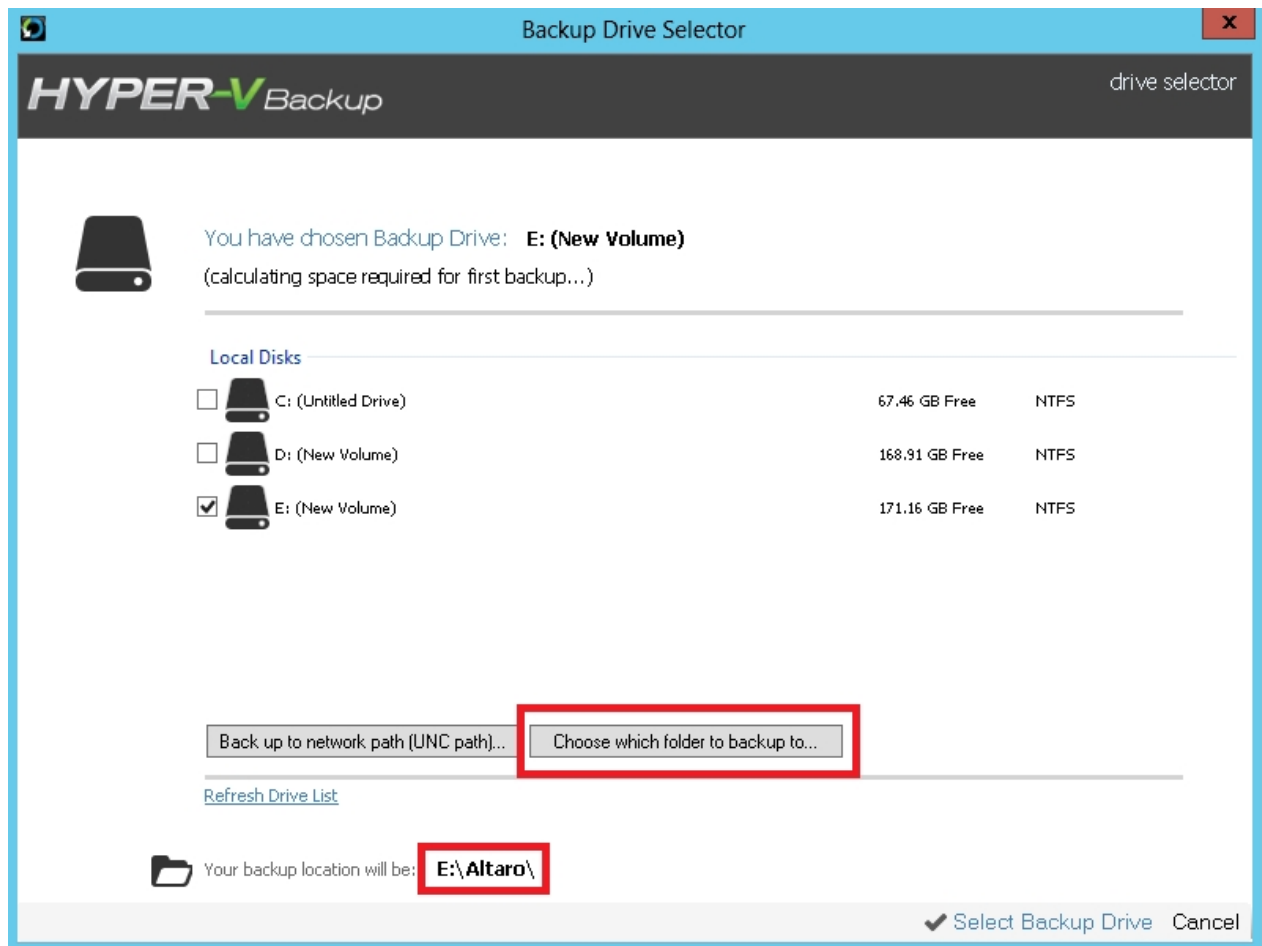 Backup Drive Selector
x
HYPER-V Backup
drive selector
You have chosen Backup Drive: E: (New Volume)
(calculating space required for first backup...)
Local Disks
C: (Untitled Drive) 67.46 GB Free NTFS
D: (New Volume) 168.91 GB Free NTFS
E: (New Volume) 171.16 GB Free NTFS
Back up to network path (UNC path)... Choose which folder to backup to...
Refresh Drive List
Your backup location will be: E:\Altaro\
Select Backup Drive Cancel